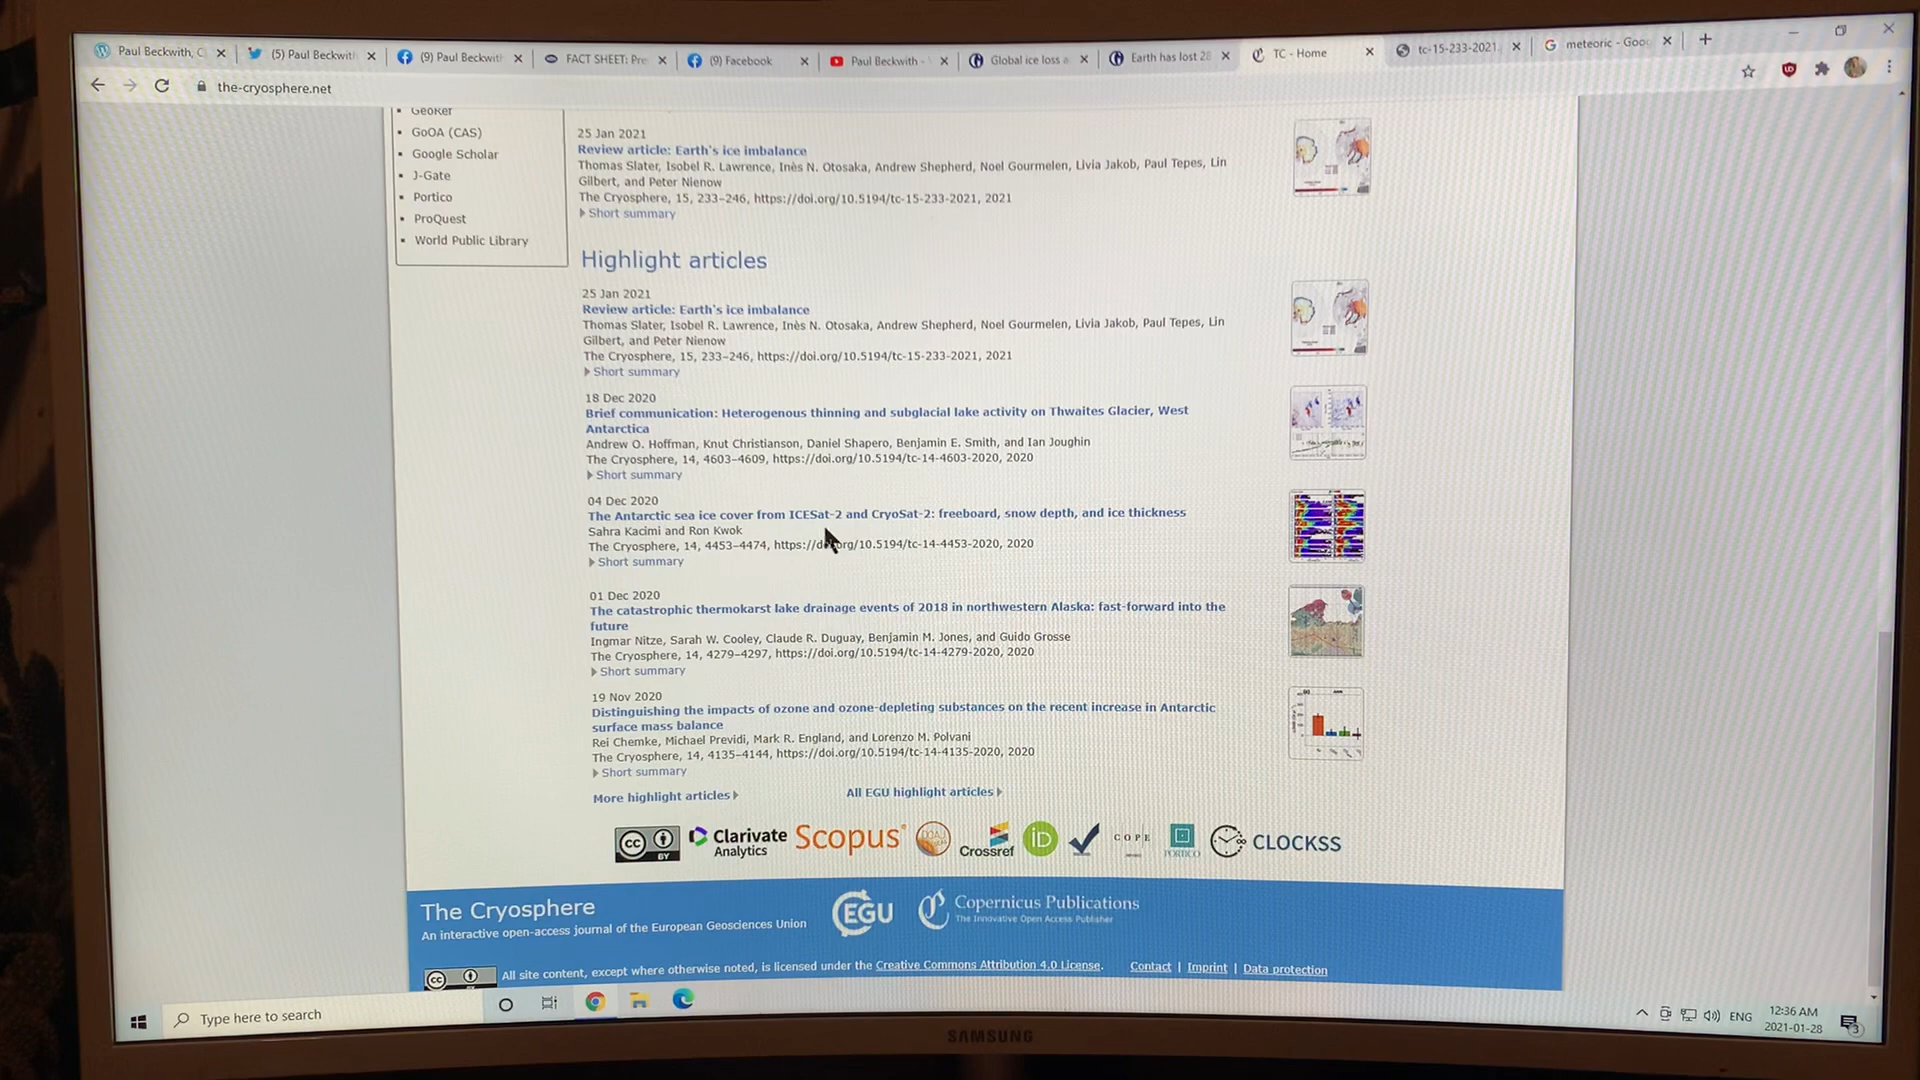 Paul Beckwith, C
(5) Paul Beckwith
(9) Paul Beckwith
FACT SHEET: Pre
(9) Facebook
Paul Beckwith -
Global ice loss a
Earth has lost 28
TC - Home
tc-15-233-2021
meteoric - Goog
the-cryosphere.net
GeoRef
GoOA (CAS)
Google Scholar
J-Gate
Portico
ProQuest
World Public Library
25 Jan 2021
Review article: Earth's ice imbalance
Thomas Slater, Isobel R. Lawrence, Inès N. Otosaka, Andrew Shepherd, Noel Gourmelen, Livia Jakob, Paul Tepes, Lin
Gilbert, and Peter Nienow
The Cryosphere, 15, 233–246, https://doi.org/10.5194/tc-15-233-2021, 2021
Short summary
Highlight articles
25 Jan 2021
Review article: Earth's ice imbalance
Thomas Slater, Isobel R. Lawrence, Inès N. Otosaka, Andrew Shepherd, Noel Gourmelen, Livia Jakob, Paul Tepes, Lin
Gilbert, and Peter Nienow
The Cryosphere, 15, 233–246, https://doi.org/10.5194/tc-15-233-2021, 2021
Short summary
18 Dec 2020
Brief communication: Heterogenous thinning and subglacial lake activity on Thwaites Glacier, West
Antarctica
Andrew O. Hoffman, Knut Christianson, Daniel Shapero, Benjamin E. Smith, and Ian Joughin
The Cryosphere, 14, 4603–4609, https://doi.org/10.5194/tc-14-4603-2020, 2020
Short summary
04 Dec 2020
The Antarctic sea ice cover from ICESat-2 and CryoSat-2: freeboard, snow depth, and ice thickness
Sahra Kacimi and Ron Kwok
The Cryosphere, 14, 4453–4474, https://doi.org/10.5194/tc-14-4453-2020, 2020
Short summary
01 Dec 2020
The catastrophic thermokarst lake drainage events of 2018 in northwestern Alaska: fast-forward into the
future
Ingmar Nitze, Sarah W. Cooley, Claude R. Duguay, Benjamin M. Jones, and Guido Grosse
The Cryosphere, 14, 4279–4297, https://doi.org/10.5194/tc-14-4279-2020, 2020
Short summary
19 Nov 2020
Distinguishing the impacts of ozone and ozone-depleting substances on the recent increase in Antarctic
surface mass balance
Rei Chemke, Michael Previdi, Mark R. England, and Lorenzo M. Polvani
The Cryosphere, 14, 4135–4144, https://doi.org/10.5194/tc-14-4135-2020, 2020
Short summary
More highlight articles
All EGU highlight articles
cc BY
Clarivate
Analytics
Scopus
DOAJ
Crossref
iD
COPE
PORTICO
CLOCKSS
The Cryosphere
An interactive open-access journal of the European Geosciences Union
EGU
Copernicus Publications
The Innovative Open Access Publisher
cc
All site content, except where otherwise noted, is licensed under the Creative Commons Attribution 4.0 License.
Contact | Imprint | Data protection
Type here to search
ENG
12:36 AM
2021-01-28
3
SAMSUNG